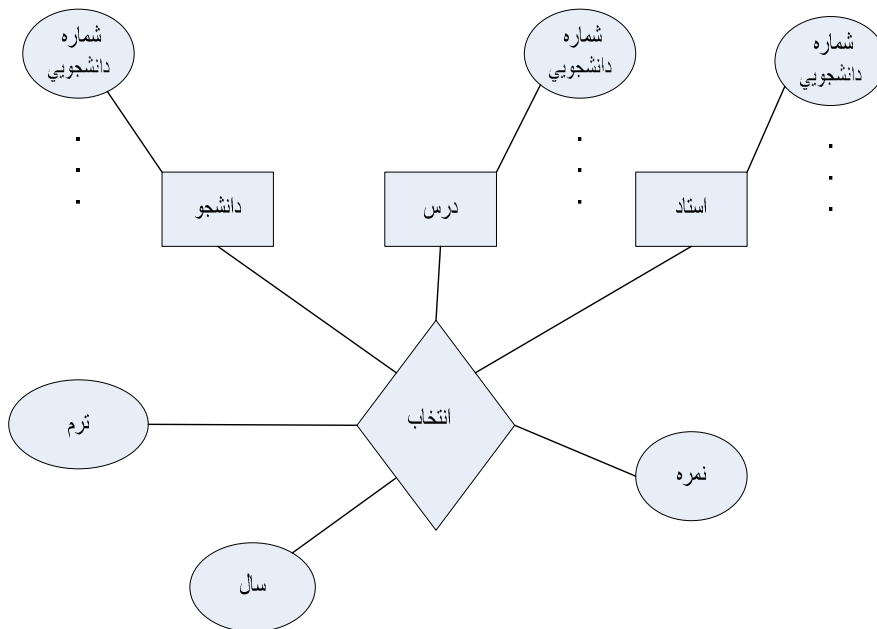 شماره
دانشجويي
شماره
دانشجويي
شماره
دانشجويي
استاد
درس
دانشجو
انتخاب
ترم
نمره
سال